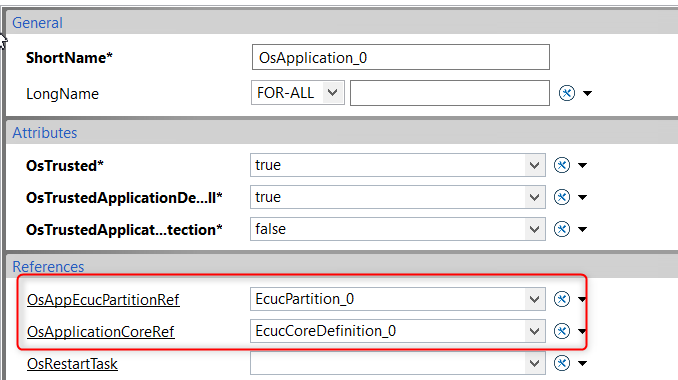 General
ShortName* OsApplication_0
LongName FOR-ALL
Attributes
OsTrusted* true
OsTrustedApplicationDe...ll* true
OsTrustedApplicat...tection* false
References
OsAppEcucPartitionRef EcucPartition_0
OsApplicationCoreRef EcucCoreDefinition_0
OsRestartTask